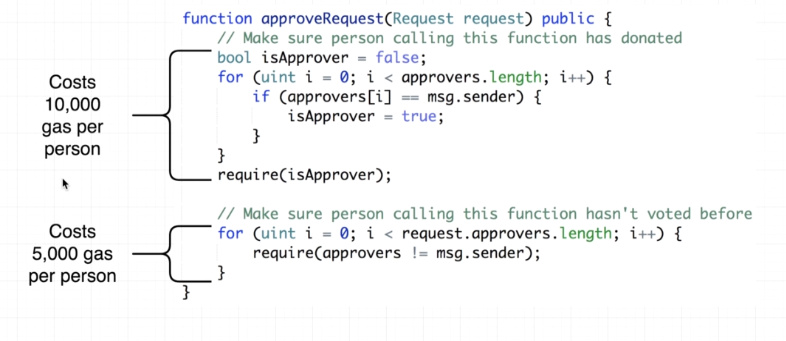 function approveRequest(Request request) public {
// Make sure person calling this function has donated
bool isApprover = false;
for (uint i = 0; i < approvers.length; i++) {
if (approvers[i] == msg.sender) {
isApprover = true;
}
}
require(isApprover);
Costs
10,000
gas per
person
// Make sure person calling this function hasn't voted before
for (uint i = 0; i < request.approvers.length; i++) {
require(approvers != msg.sender);
}
}
Costs
5,000 gas
per person